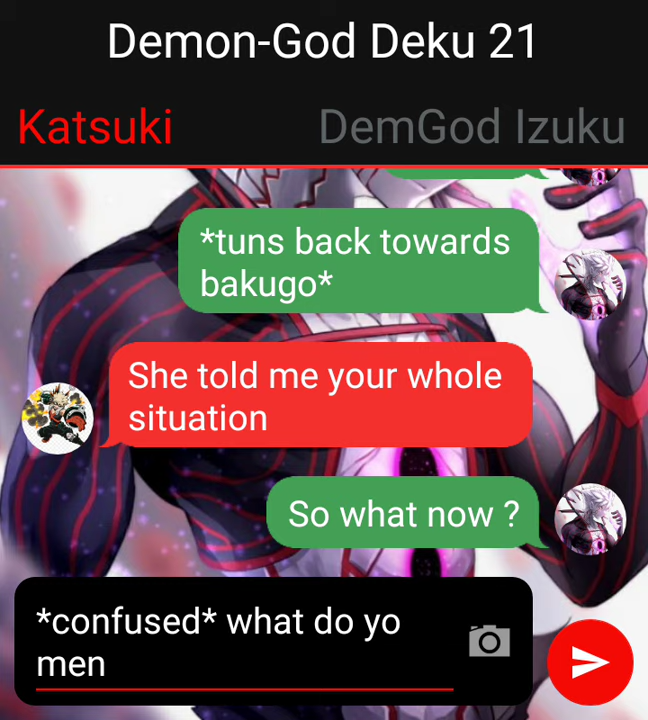 Demon-God Deku 21
Katsuki DemGod Izuku
*tuns back towards
bakugo*
She told me your whole
situation
So what now ?
*confused* what do yo
men